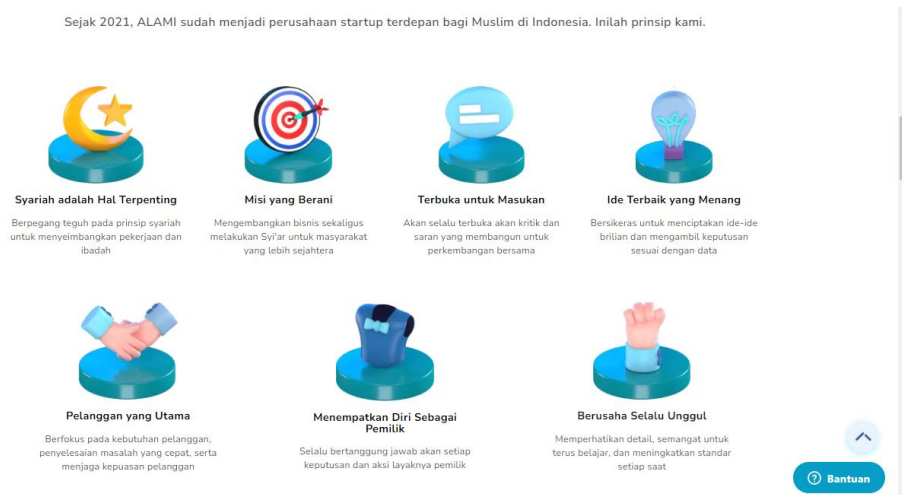 Sejak 2021, ALAMI sudah menjadi perusahaan startup terdepan bagi Muslim di Indonesia. Inilah prinsip kami.
Syariah adalah Hal Terpenting
Berpegang teguh pada prinsip syariah
untuk menyeimbangkan pekerjaan dan
ibadah
Misi yang Berani
Mengembangkan bisnis sekaligus
melakukan Syi'ar untuk masyarakat
yang lebih sejahtera
Terbuka untuk Masukan
Akan selalu terbuka akan kritik dan
saran yang membangun untuk
perkembangan bersama
Ide Terbaik yang Menang
Bersikeras untuk menciptakan ide-ide
brilian dan mengambil keputusan
sesuai dengan data
Pelanggan yang Utama
Berfokus pada kebutuhan pelanggan,
penyelesaian masalah yang cepat, serta
menjaga kepuasan pelanggan
Menempatkan Diri Sebagai
Pemilik
Selalu bertanggung jawab akan setiap
keputusan dan aksi layaknya pemilik
Berusaha Selalu Unggul
Memperhatikan detail, semangat untuk
terus belajar, dan meningkatkan standar
setiap saat
Bantuan